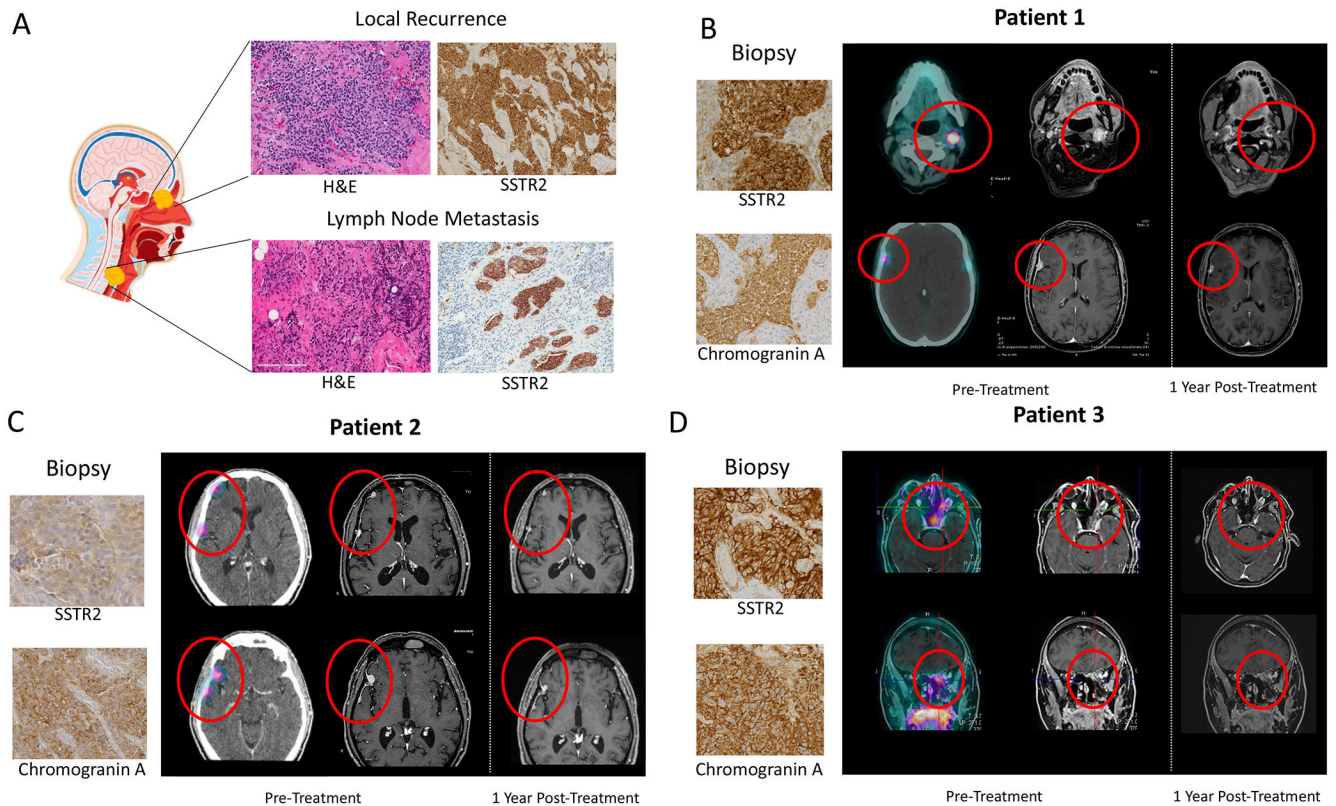 A
Local Recurrence
H&E
SSTR2
Lymph Node Metastasis
H&E
SSTR2
B
Patient 1
Biopsy
SSTR2
Chromogranin A
Pre-Treatment
1 Year Post-Treatment
C
Patient 2
Biopsy
SSTR2
Chromogranin A
Pre-Treatment
1 Year Post-Treatment
D
Patient 3
Biopsy
SSTR2
Chromogranin A
Pre-Treatment
1 Year Post-Treatment